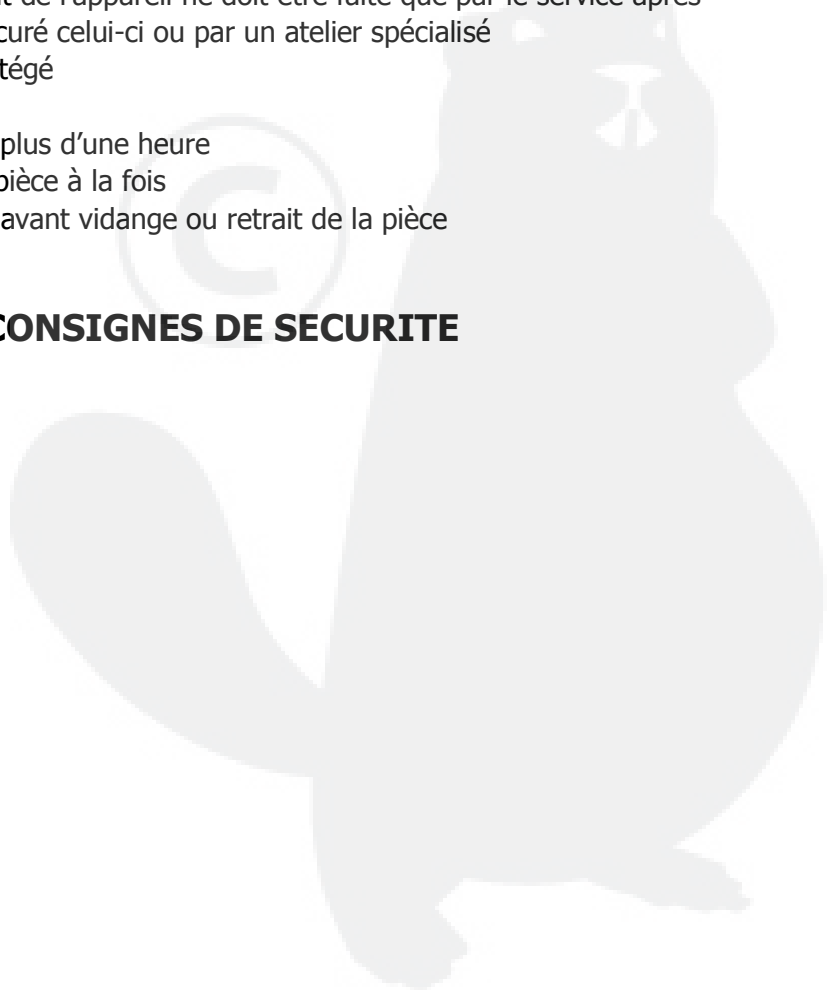 de l'appareil ne doit être faite que par le service après
curé celui-ci ou par un atelier spécialisé
tégé
plus d'une heure
pièce à la fois
avant vidange ou retrait de la pièce
CONSIGNES DE SECURITE
©